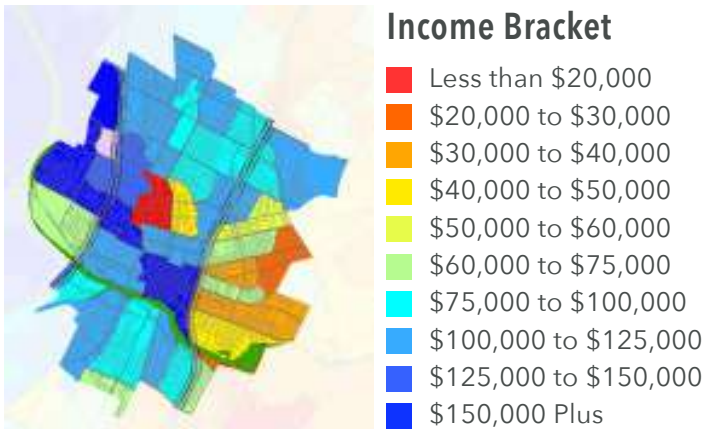 Income Bracket
Less than $20,000
$20,000 to $30,000
$30,000 to $40,000
$40,000 to $50,000
$50,000 to $60,000
$60,000 to $75,000
$75,000 to $100,000
$100,000 to $125,000
$125,000 to $150,000
$150,000 Plus